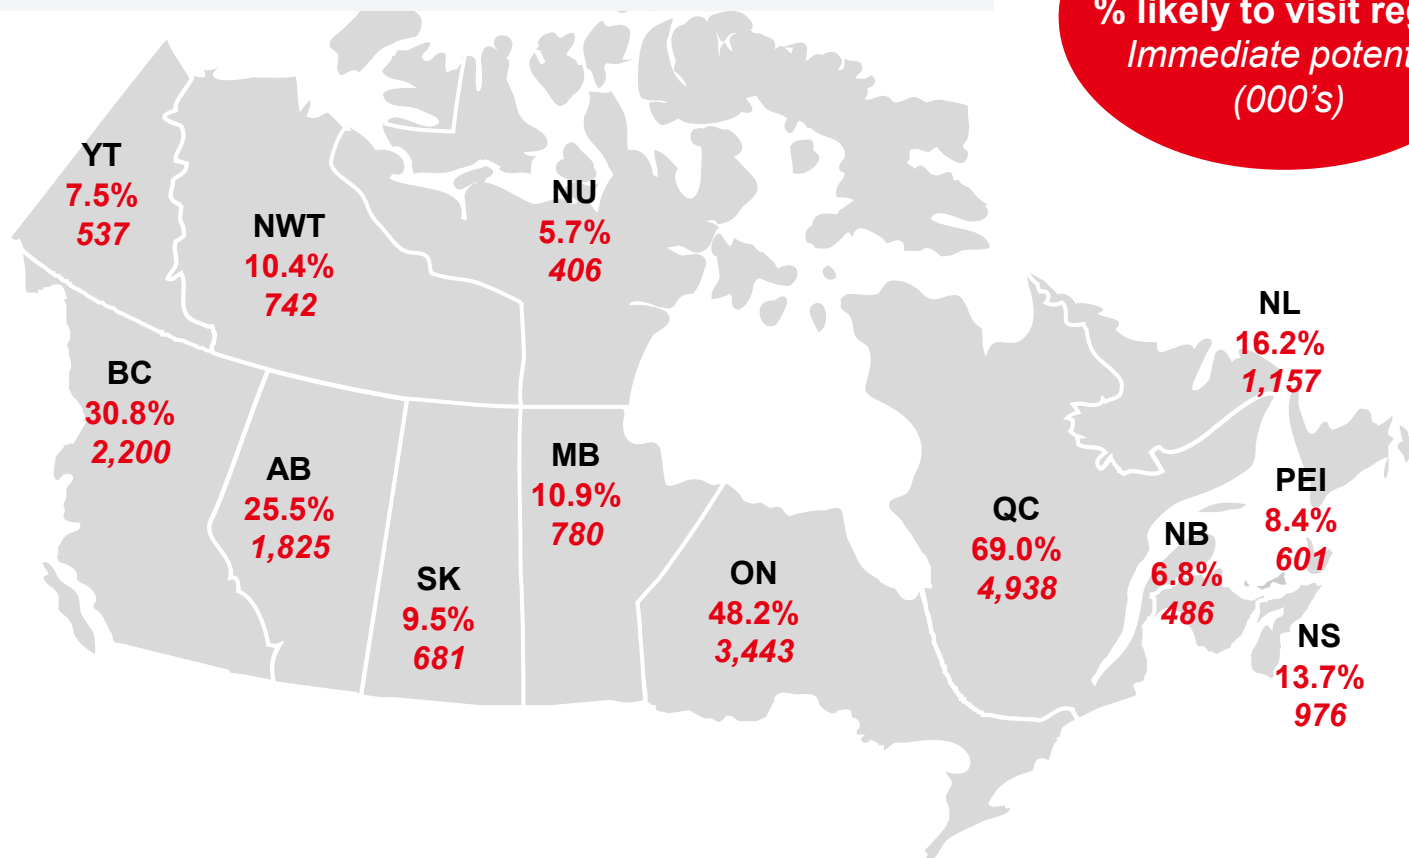 % likely to visit
Immediate
(000's)
YT
7.5%
537
NWT
10.4%
742
NU
5.7%
406
NL
16.2%
1,157
BC
30.8%
2,200
AB
25.5%
1,825
SK
9.5%
681
MB
10.9%
780
ON
48.2%
3,443
QC
69.0%
4,938
NB
6.8%
486
PEI
8.4%
601
NS
13.7%
976